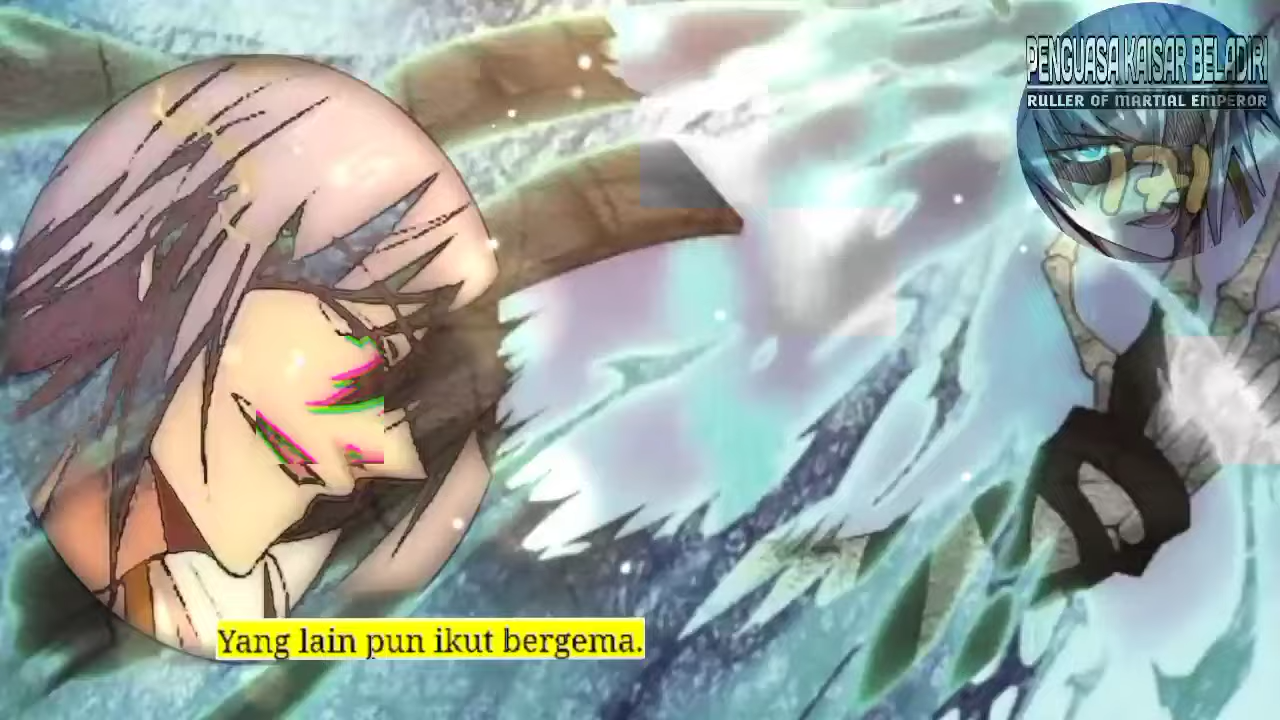 PENGUASA KAISAR BELADIRI
RULLER OF MARTIAL EMPEROR
Yang lain pun ikut bergema.